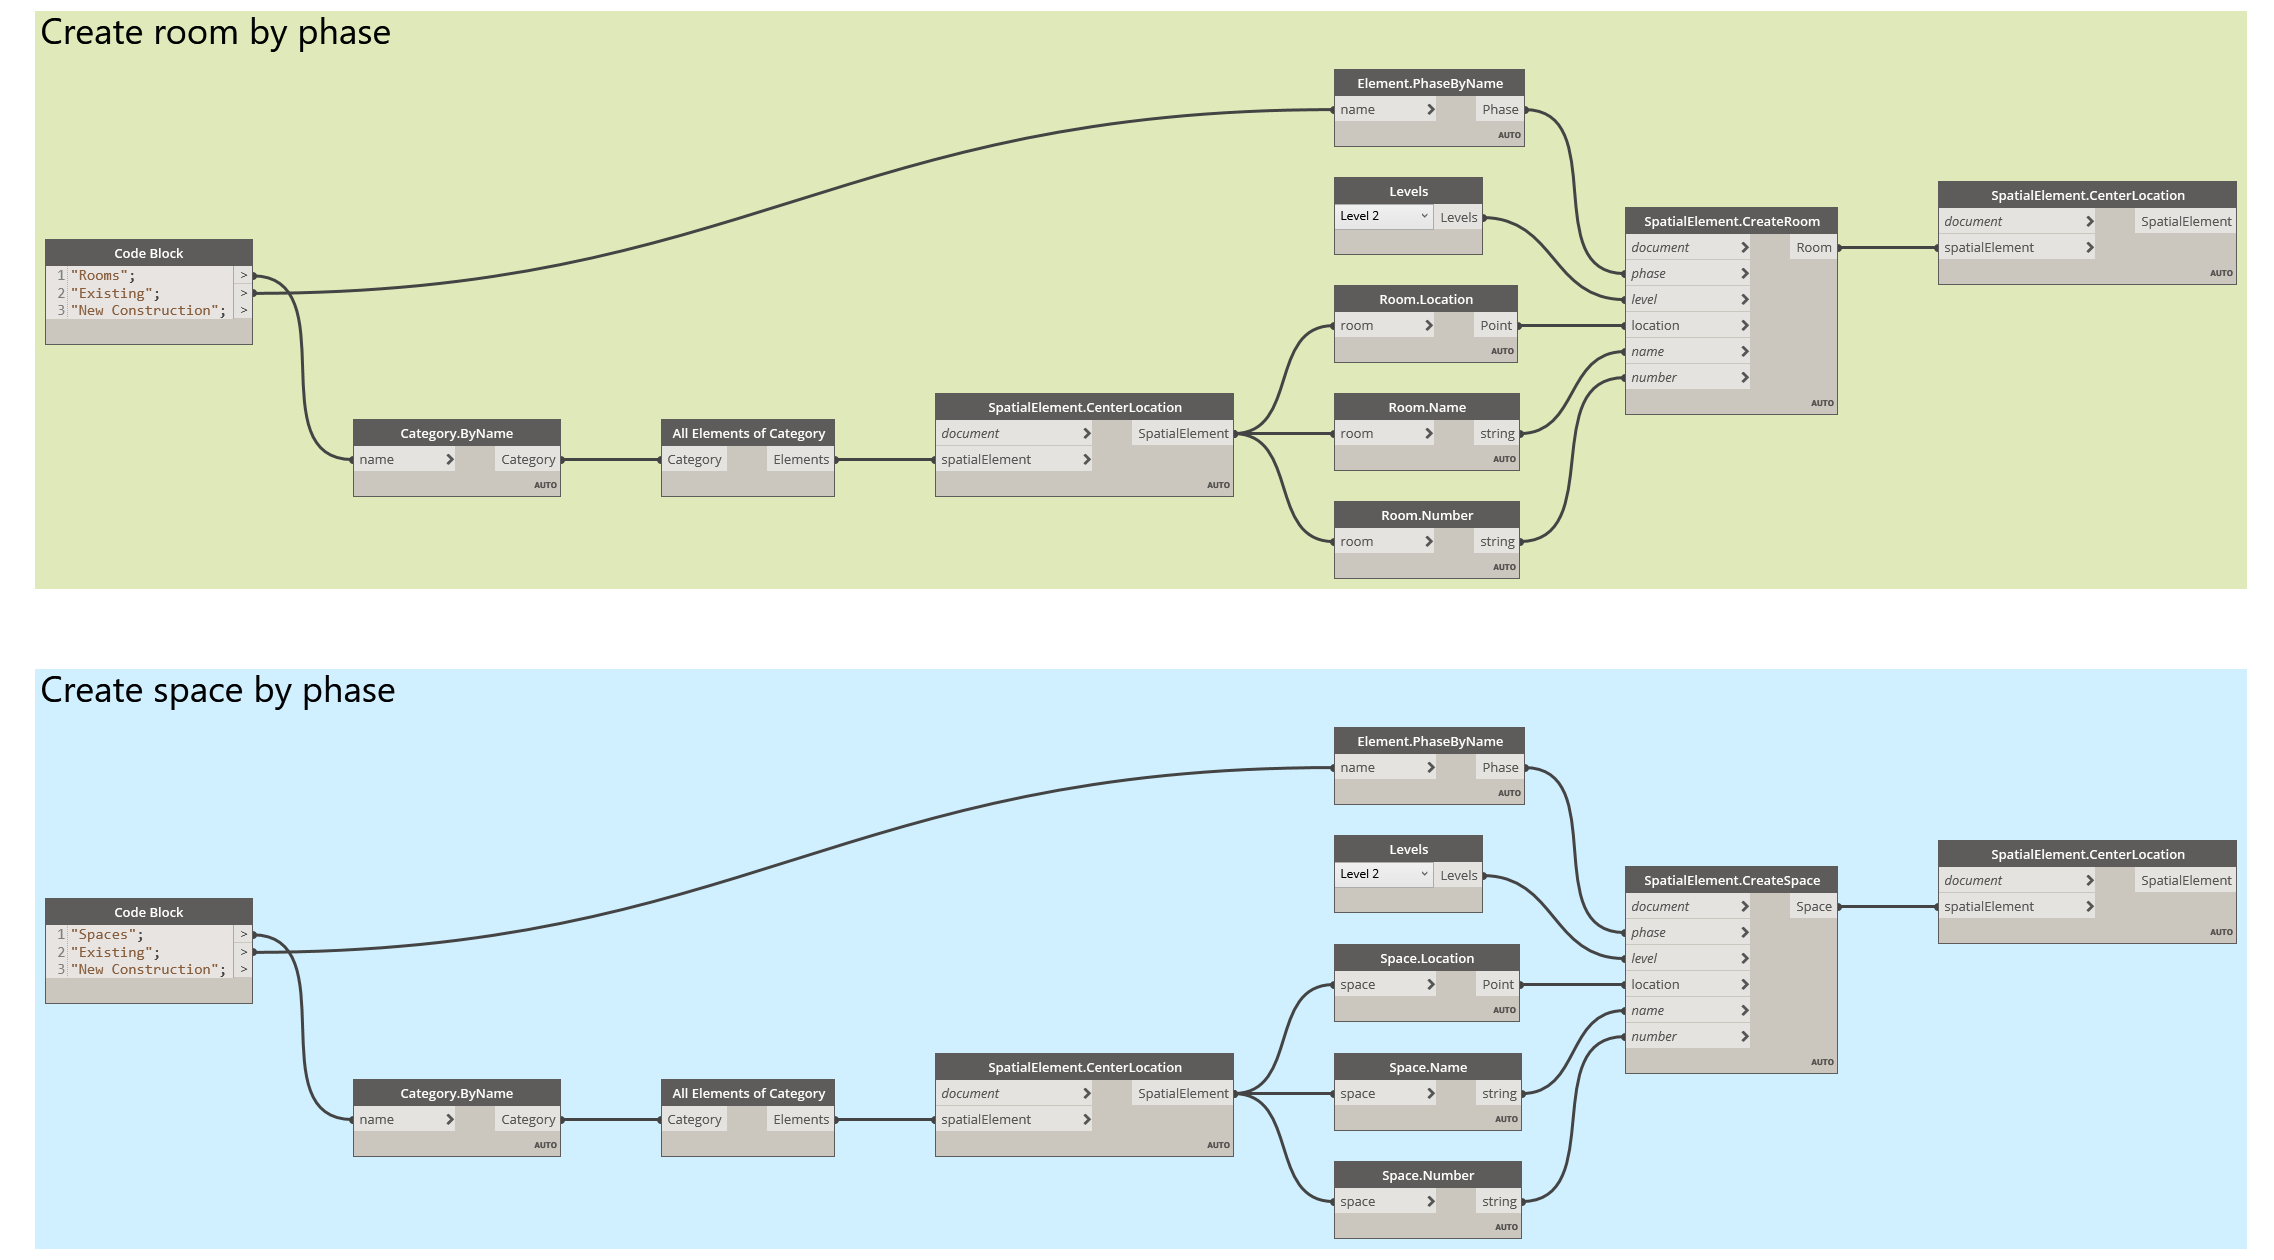 Create room by phase
Element.PhaseByName
name > Phase
AUTO
Levels
Level 2 Levels
SpatialElement.CenterLocation
document > SpatialElement
spatialElement >
AUTO
SpatialElement.CreateRoom
document > Room
phase >
level >
location >
name >
number >
AUTO
Code Block
1 "Rooms"; >
2 "Existing"; >
3 "New Construction"; >
Room.Location
room > Point
AUTO
Category.ByName
name > Category
AUTO
All Elements of Category
Category Elements
SpatialElement.CenterLocation
document > SpatialElement
spatialElement >
AUTO
Room.Name
room > string
AUTO
Room.Number
room > string
AUTO
Create space by phase
Element.PhaseByName
name > Phase
AUTO
Levels
Level 2 Levels
SpatialElement.CenterLocation
document > SpatialElement
spatialElement >
AUTO
SpatialElement.CreateSpace
document > Space
phase >
level >
location >
name >
number >
AUTO
Code Block
1 "Spaces"; >
2 "Existing"; >
3 "New Construction"; >
Space.Location
space > Point
AUTO
Category.ByName
name > Category
AUTO
All Elements of Category
Category Elements
SpatialElement.CenterLocation
document > SpatialElement
spatialElement >
AUTO
Space.Name
space > string
AUTO
Space.Number
space > string
AUTO